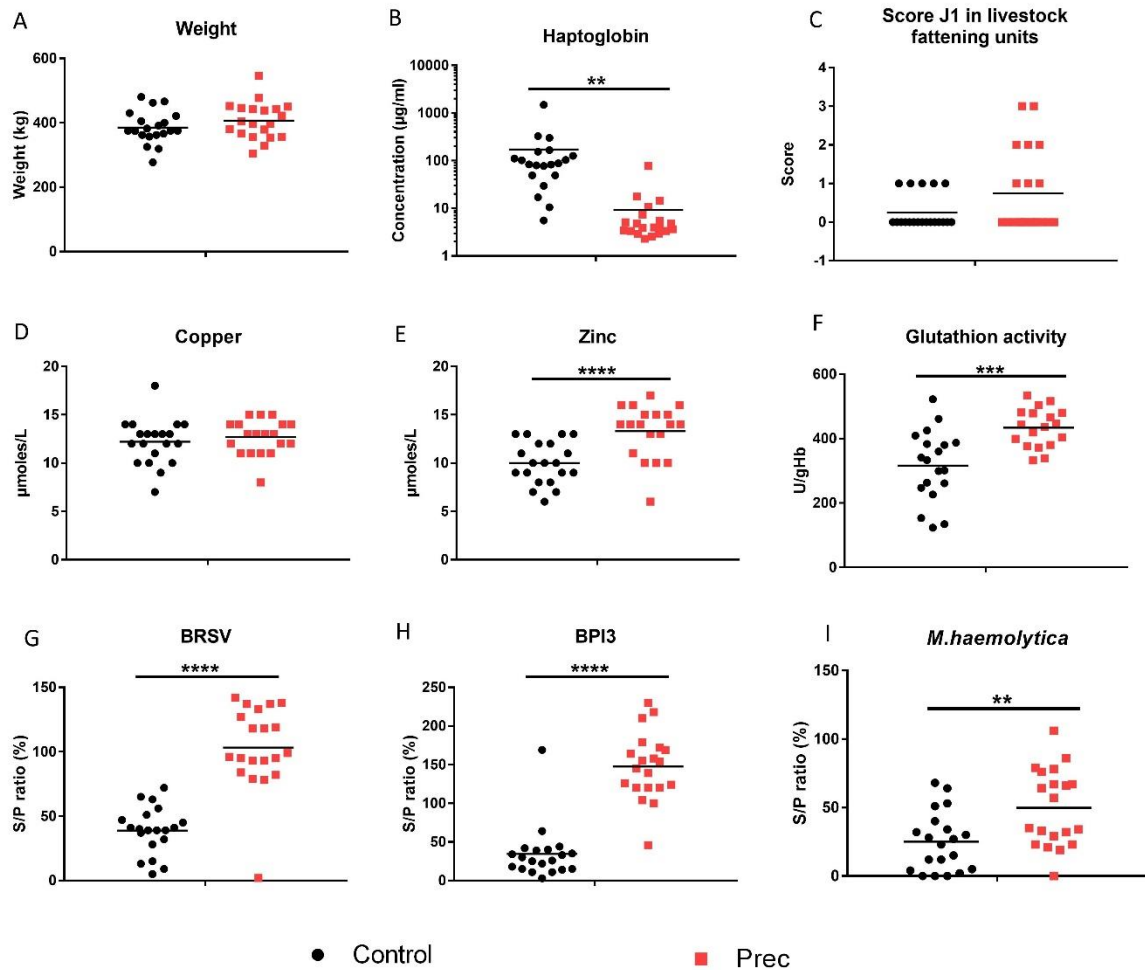 A
Weight
Weight (kg)
600
400
200
0
B
Haptoglobin
Concentration (µg/ml)
10000
1000
100
10
1
**
C
Score J1 in livestock
fattening units
Score
4
3
2
1
0
-1
D
Copper
µmoles/L
20
15
10
5
0
E
Zinc
µmoles/L
20
15
10
5
0
****
F
Glutathion activity
U/gHb
600
400
200
0
***
G
BRSV
S/P ratio (%)
150
100
50
0
****
H
BPI3
S/P ratio (%)
250
200
150
100
50
0
****
I
M.haemolytica
S/P ratio (%)
150
100
50
0
**
Control
Prec